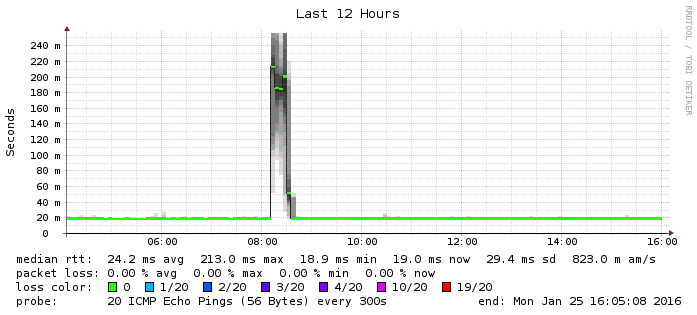 Last 12 Hours
RRDTOOL / TOBI OETIKER
Seconds
240 m
220 m
200 m
180 m
160 m
140 m
120 m
100 m
80 m
60 m
40 m
20 m
0
06:00 08:00 10:00 12:00 14:00 16:00
median rtt: 24.2 ms avg 213.0 ms max 18.9 ms min 19.0 ms now 29.4 ms sd 823.0 m am/s
packet loss: 0.00 % avg 0.00 % max 0.00 % min 0.00 % now
loss color: 0 1/20 2/20 3/20 4/20 10/20 19/20
probe: 20 ICMP Echo Pings (56 Bytes) every 300s end: Mon Jan 25 16:05:08 2016